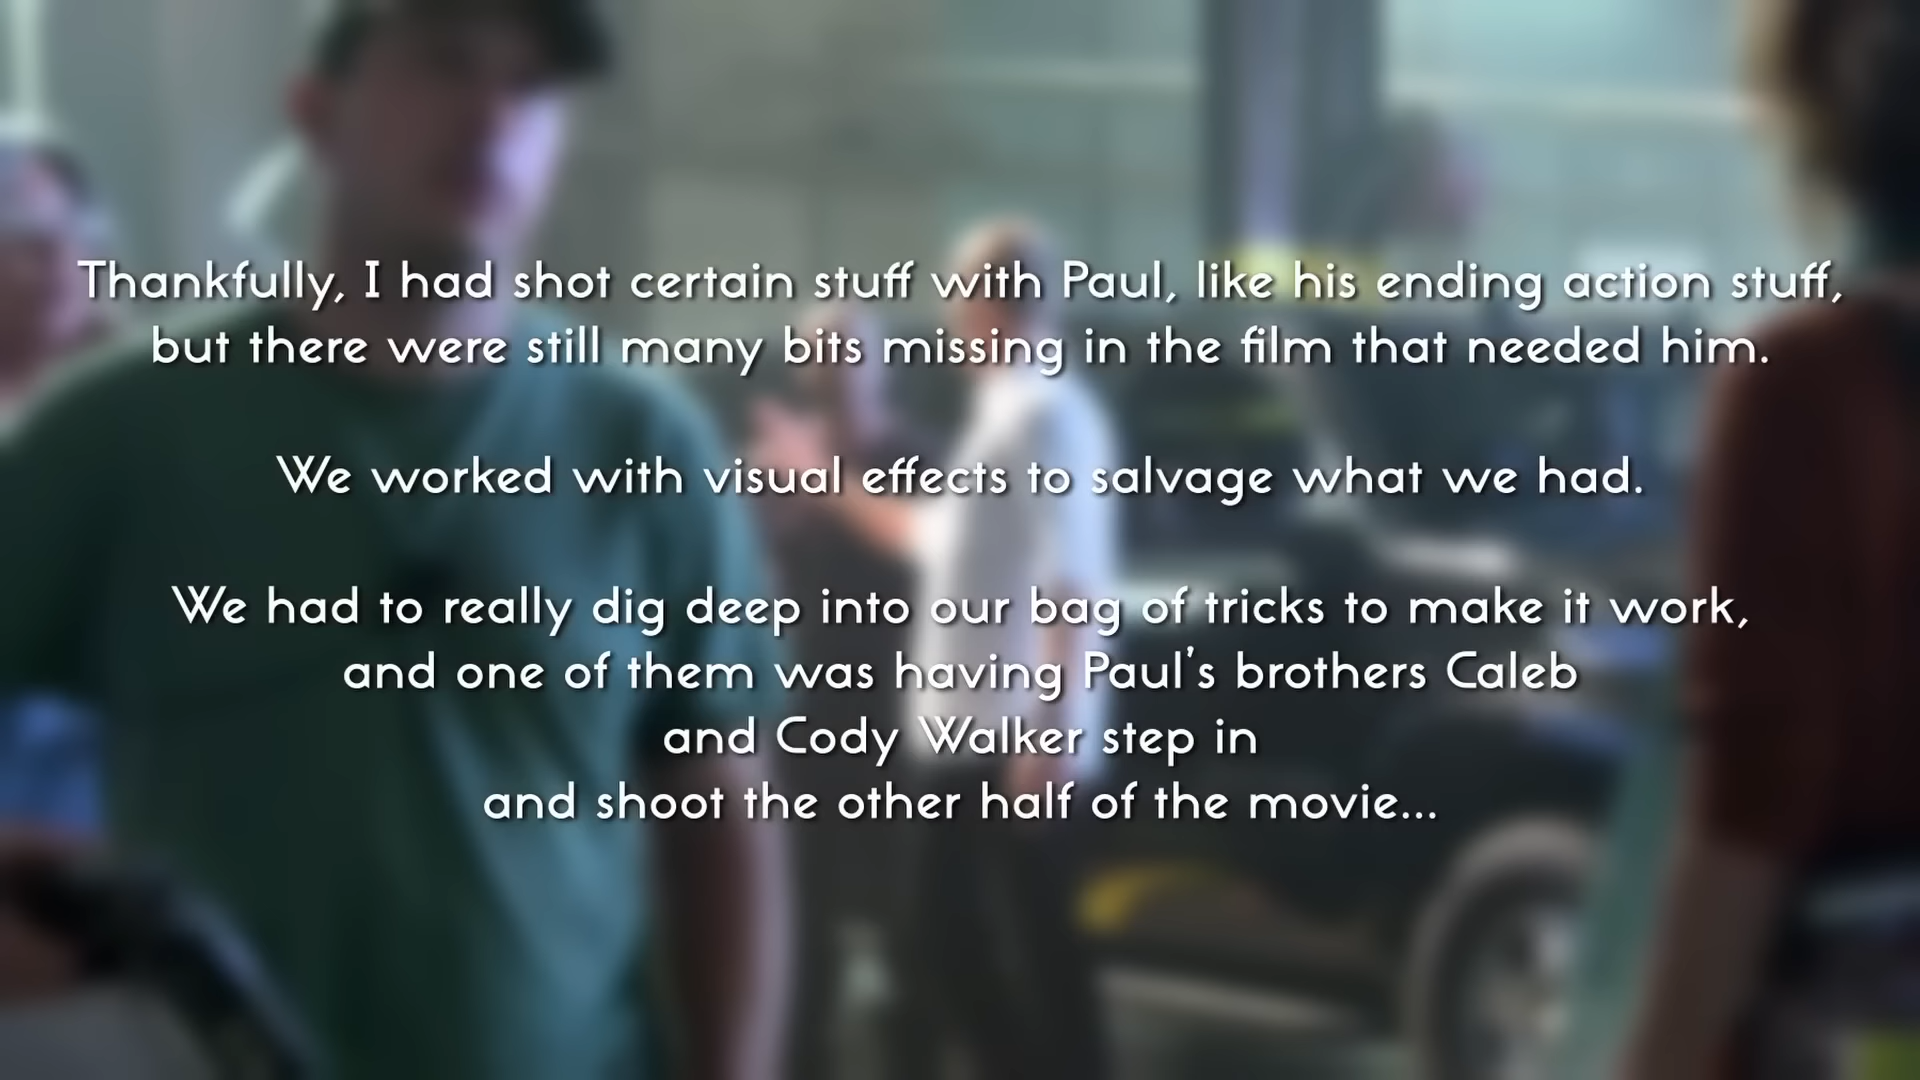 Thankfully, I had shot certain stuff with Paul, like his ending action stuff,
but there were still many bits missing in the film that needed him.
We worked with visual effects to salvage what we had.
We had to really dig deep into our bag of tricks to make it work,
and one of them was having Paul's brothers Caleb
and Cody Walker step in
and shoot the other half of the movie...